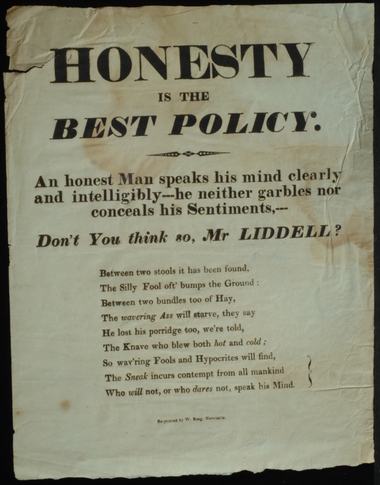 HONESTY
IS THE
BEST POLICY.
An honest Man speaks his mind clearly
and intelligibly---he neither garbles nor
conceals his Sentiments,---
Don't You think so, Mr LIDDELL?
Between two stools it has been found,
The Silly Fool oft' bumps the Ground:
Between two bundles too of Hay,
The wavering Ass will starve, they say
He lost his porridge too, we're told,
The Knave who blew both hot and cold;
So wav'ring Fools and Hypocrites will find,
The Sneak incurs contempt from all mankind
Who will not, or who dares not, speak his Mind.
Re-printed by W. Boag, Newcastle.